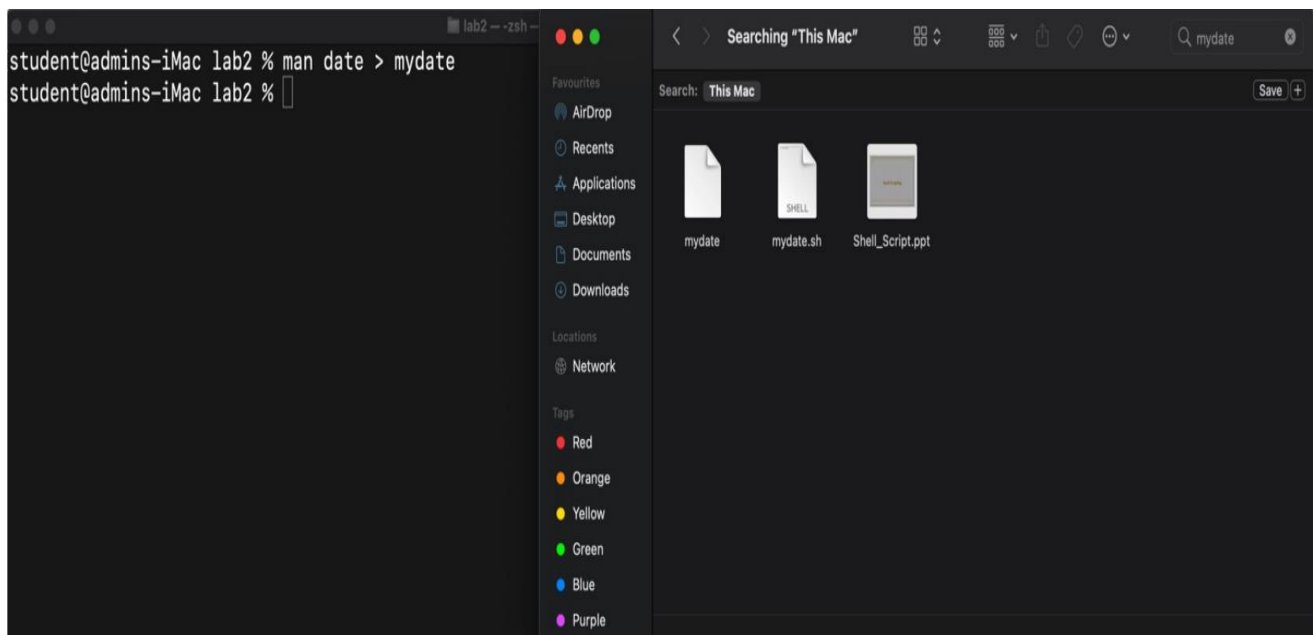 lab2 — -zsh —
student@admins-iMac lab2 % man date > mydate
student@admins-iMac lab2 %
Favourites
AirDrop
Recents
Applications
Desktop
Documents
Downloads
Locations
Network
Tags
Red
Orange
Yellow
Green
Blue
Purple
Searching “This Mac”
mydate
Search: This Mac
Save +
SHELL
mydate
mydate.sh
Shell_Script.ppt